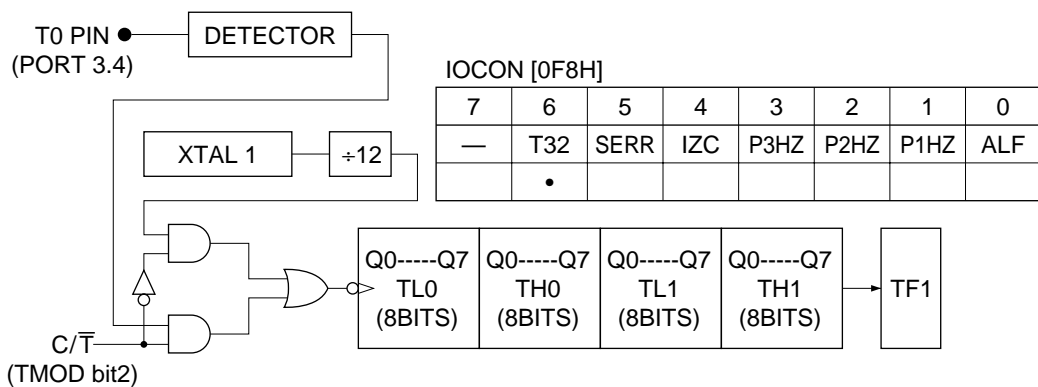 T0 PIN
(PORT 3.4)
DETECTOR
IOCON [0F8H]
7 6 5 4 3 2 1 0
— T32 SERR IZC P3HZ P2HZ P1HZ ALF
•
XTAL 1
÷12
Q0-----Q7 Q0-----Q7 Q0-----Q7 Q0-----Q7
TL0 TH0 TL1 TH1 TF1
(8BITS) (8BITS) (8BITS) (8BITS)
C/T̅
(TMOD bit2)